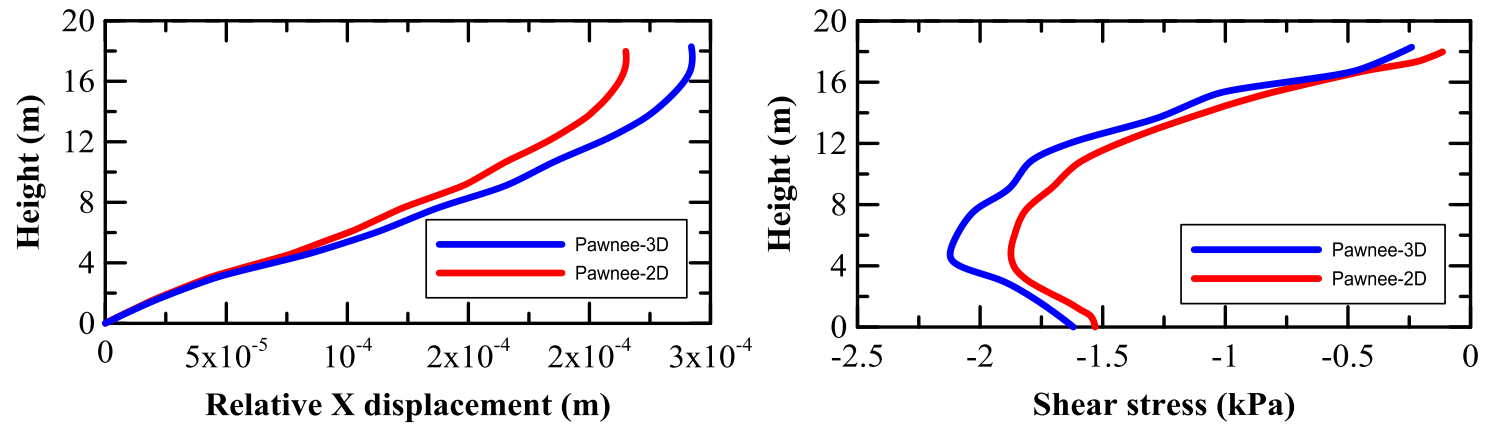 20
16
12
8
4
0
Height (m)
Pawnee-3D
Pawnee-2D
0 5x10⁻⁵ 10⁻⁴ 2x10⁻⁴ 2x10⁻⁴ 3x10⁻⁴
Relative X displacement (m)
20
16
12
8
4
0
Height (m)
Pawnee-3D
Pawnee-2D
-2.5 -2 -1.5 -1 -0.5 0
Shear stress (kPa)